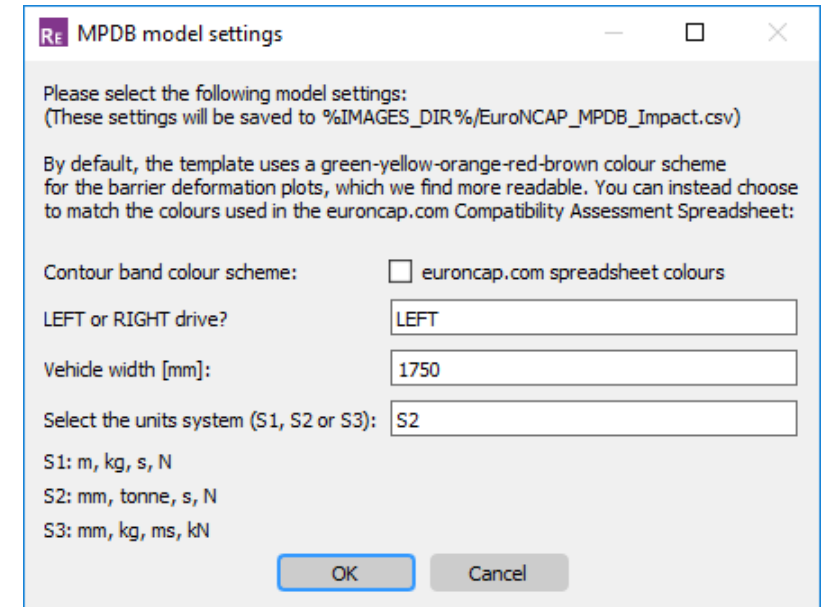 RE MPDB model settings
Please select the following model settings:
(These settings will be saved to %IMAGES_DIR%/EuroNCAP_MPDB_Impact.csv)
By default, the template uses a green-yellow-orange-red-brown colour scheme
for the barrier deformation plots, which we find more readable. You can instead choose
to match the colours used in the euroncap.com Compatibility Assessment Spreadsheet:
Contour band colour scheme: euroncap.com spreadsheet colours
LEFT or RIGHT drive? LEFT
Vehicle width [mm]: 1750
Select the units system (S1, S2 or S3): S2
S1: m, kg, s, N
S2: mm, tonne, s, N
S3: mm, kg, ms, kN
OK Cancel